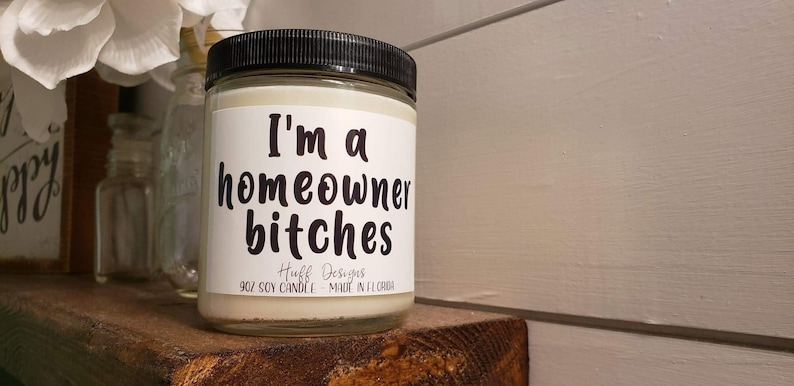 I'm a
homeowner
bitches
Huff Designs
9OZ SOY CANDLE - MADE IN FLORIDA